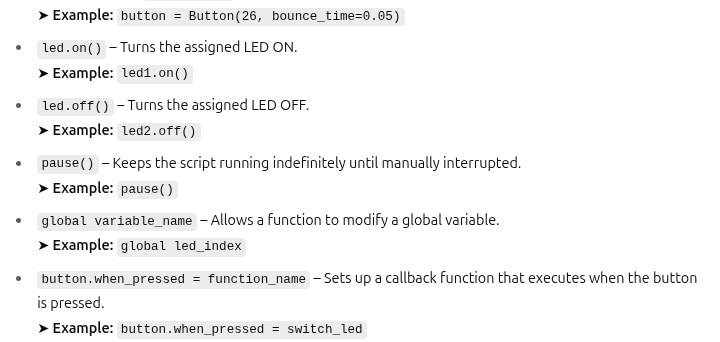 ➤ Example: button = Button(26, bounce_time=0.05)
• led.on() – Turns the assigned LED ON.
➤ Example: led1.on()
• led.off() – Turns the assigned LED OFF.
➤ Example: led2.off()
• pause() – Keeps the script running indefinitely until manually interrupted.
➤ Example: pause()
• global variable_name – Allows a function to modify a global variable.
➤ Example: global led_index
• button.when_pressed = function_name – Sets up a callback function that executes when the button
is pressed.
➤ Example: button.when_pressed = switch_led